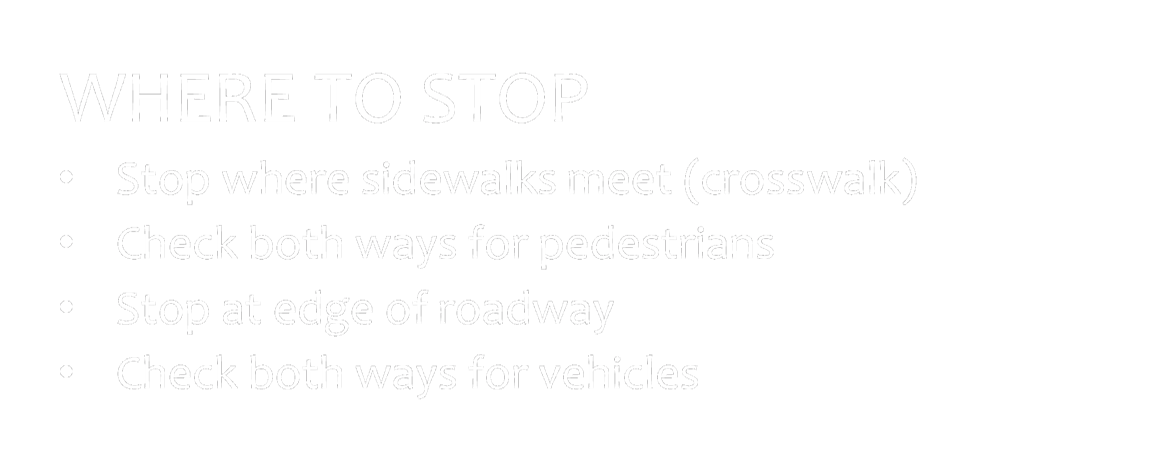 WHERE TO STOP
• Stop where sidewalks meet (crosswalk)
• Check both ways for pedestrians
• Stop at edge of roadway
• Check both ways for vehicles